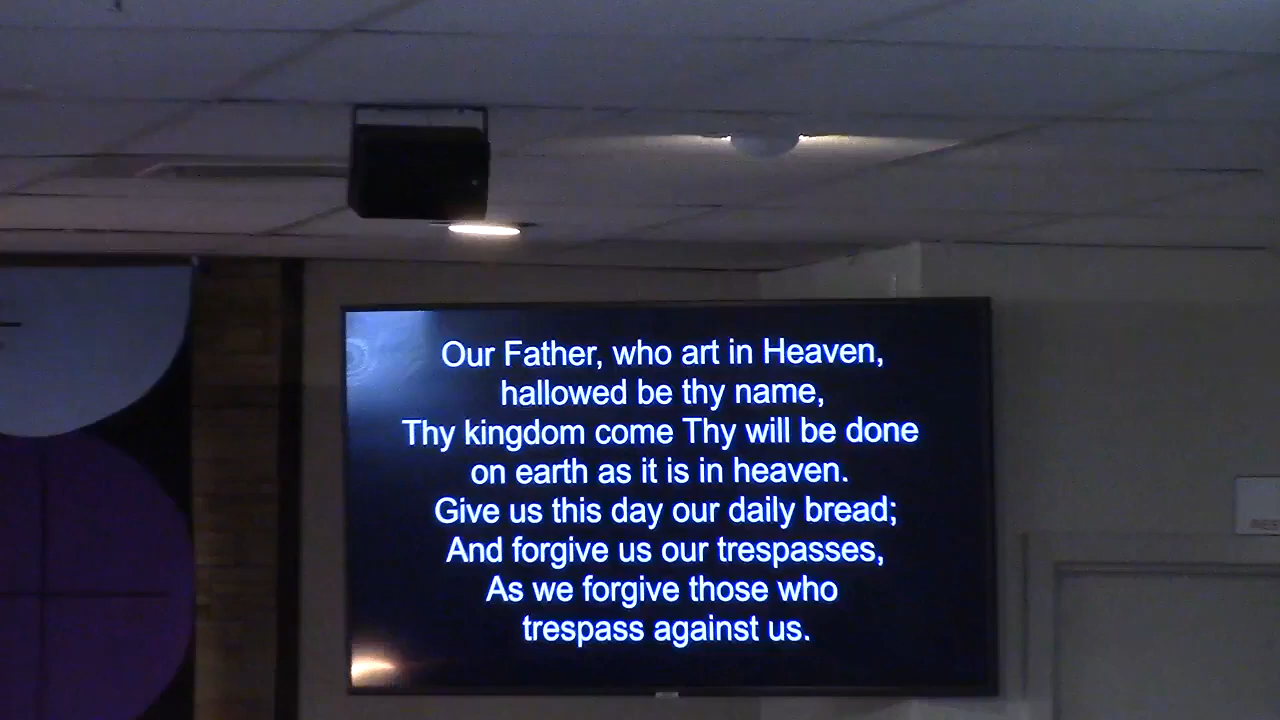 Our Father, who art in Heaven,
hallowed be thy name,
Thy kingdom come Thy will be done
on earth as it is in heaven.
Give us this day our daily bread;
And forgive us our trespasses,
As we forgive those who
trespass against us.